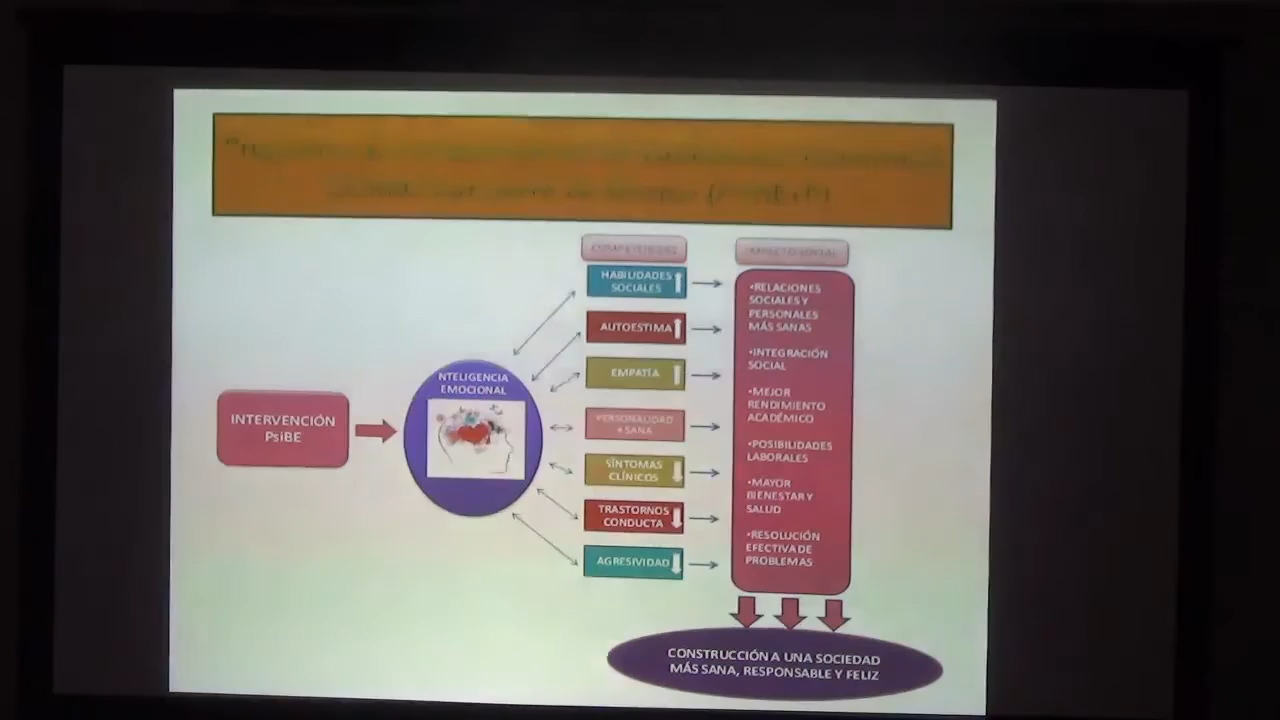 COMPETENCIAS
IMPACTO SOCIAL
HABILIDADES
SOCIALES
AUTOESTIMA
EMPATÍA
PERSONALIDAD
+ SANA
SÍNTOMAS
CLÍNICOS
TRASTORNOS
CONDUCTA
AGRESIVIDAD
INTERVENCIÓN
PsiBE
NTELIGENCIA
EMOCIONAL
•RELACIONES
SOCIALES Y
PERSONALES
MÁS SANAS
•INTEGRACIÓN
SOCIAL
•MEJOR
RENDIMIENTO
ACADÉMICO
•POSIBILIDADES
LABORALES
•MAYOR
BIENESTAR Y
SALUD
•RESOLUCIÓN
EFECTIVA DE
PROBLEMAS
CONSTRUCCIÓN A UNA SOCIEDAD
MÁS SANA, RESPONSABLE Y FELIZ